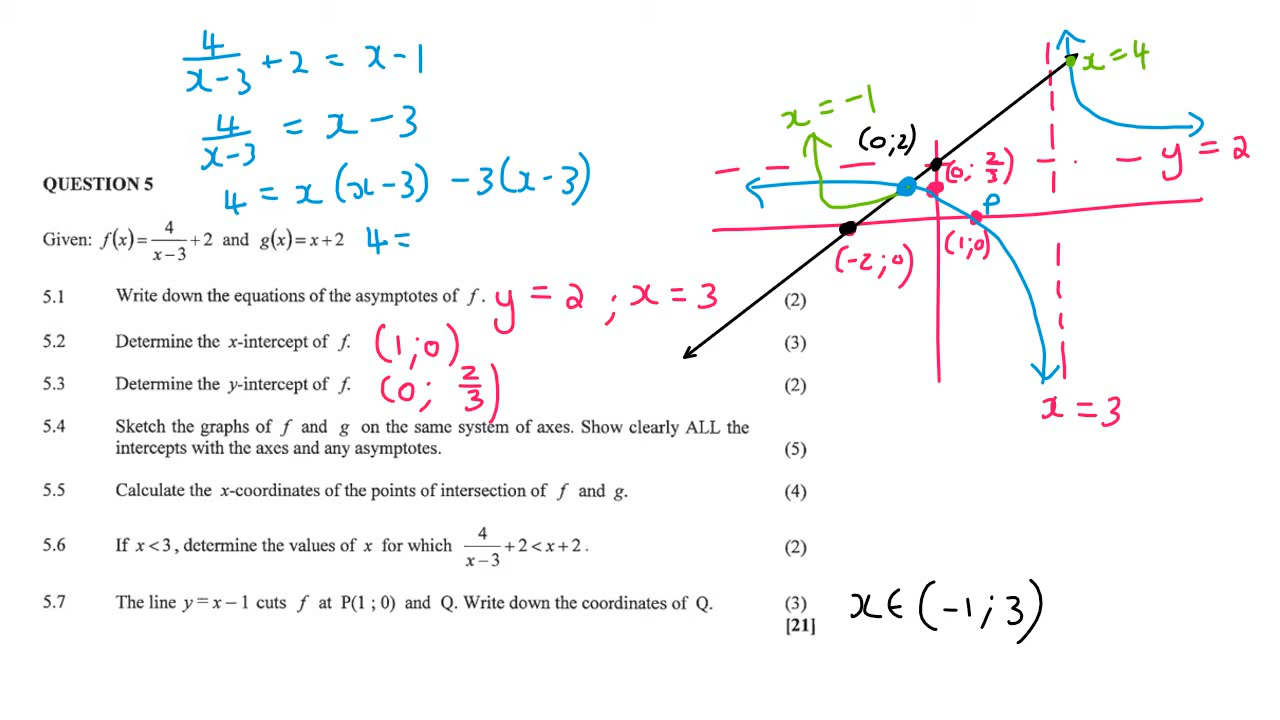 4/(x-3) + 2 = x - 1
4/(x-3) = x - 3
4 = x (x - 3) - 3(x - 3)
QUESTION 5
Given: f(x) = 4/(x-3) + 2 and g(x) = x + 2 4 =
5.1 Write down the equations of the asymptotes of f. y = 2 ; x = 3 (2)
5.2 Determine the x-intercept of f. (1;0) (3)
5.3 Determine the y-intercept of f. (0; 2/3) (2)
5.4 Sketch the graphs of f and g on the same system of axes. Show clearly ALL the
intercepts with the axes and any asymptotes. (5)
5.5 Calculate the x-coordinates of the points of intersection of f and g. (4)
5.6 If x < 3, determine the values of x for which 4/(x-3) + 2 < x + 2. (2)
5.7 The line y = x - 1 cuts f at P(1 ; 0) and Q. Write down the coordinates of Q. (3)
[21]
x ∈ (-1 ; 3)
x = 4
x = -1
(0;2)
(0; 2/3)
y = 2
P
(1;0)
(-2;0)
x = 3